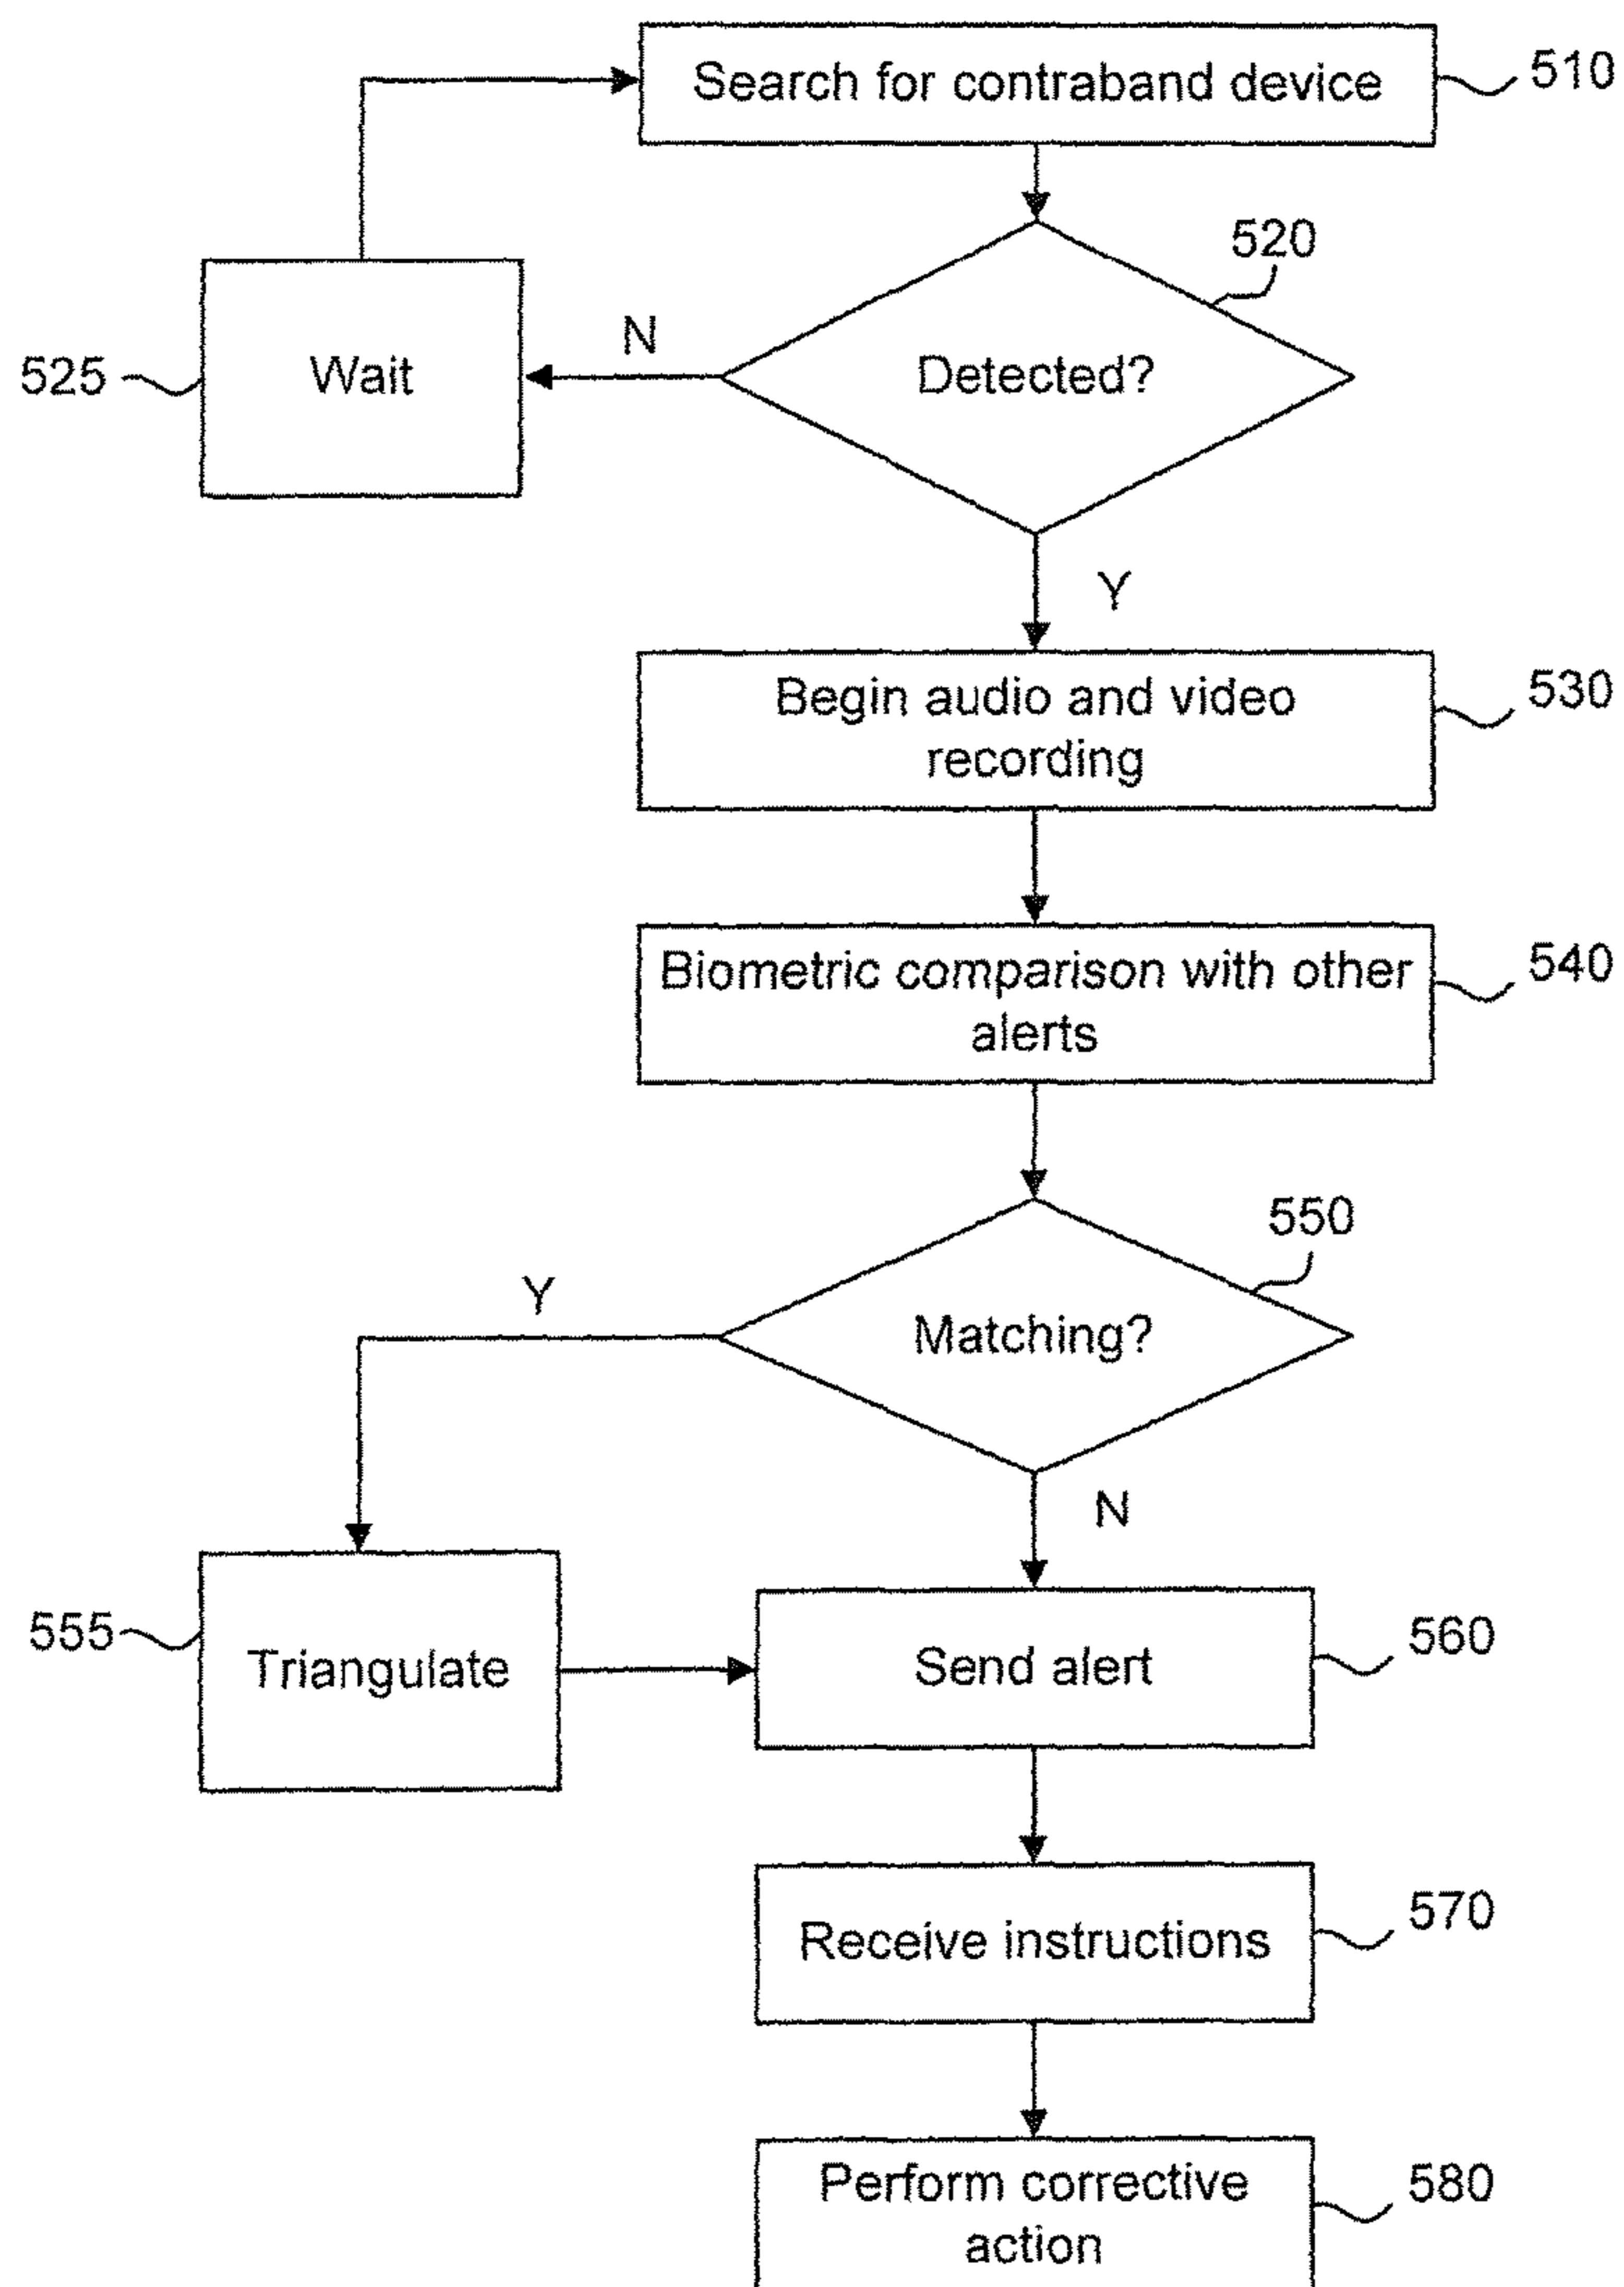 Search for contraband device
510
520
Detected?
N
Wait
525
Y
Begin audio and video
recording
530
Biometric comparison with other
alerts
540
550
Matching?
Y
N
555
Triangulate
Send alert
560
Receive instructions
570
Perform corrective
action
580